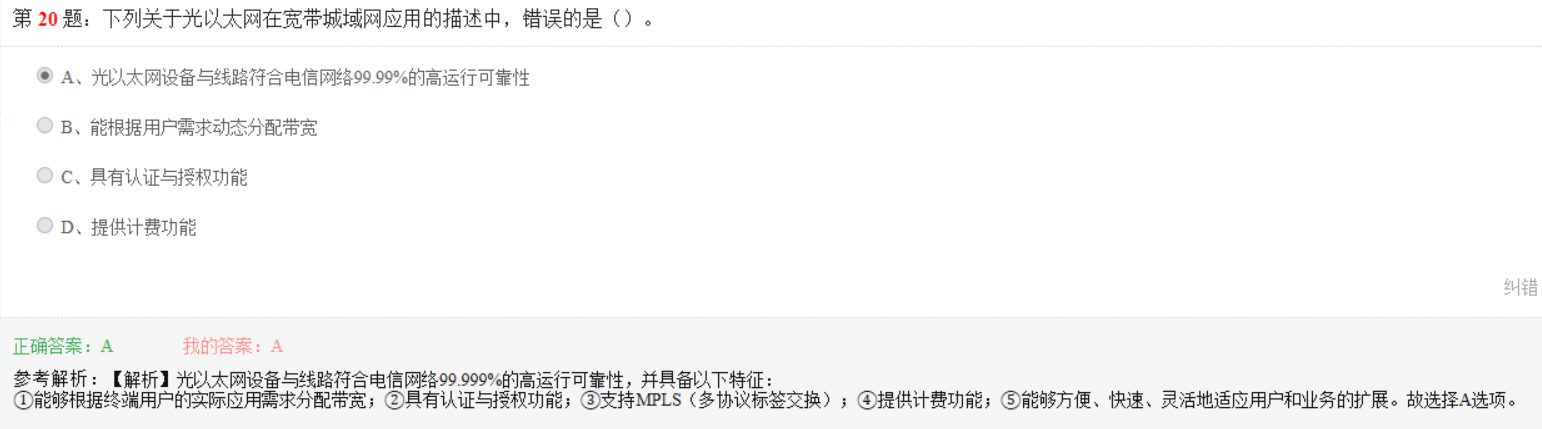 第 20 题：下列关于光以太网在宽带城域网应用的描述中，错误的是（）。
A、光以太网设备与线路符合电信网络99.99%的高运行可靠性
B、能根据用户需求动态分配带宽
C、具有认证与授权功能
D、提供计费功能
纠错
正确答案：A 我的答案：A
参考解析：【解析】光以太网设备与线路符合电信网络99.999%的高运行可靠性，并具备以下特征：
①能够根据终端用户的实际应用需求分配带宽；②具有认证与授权功能；③支持MPLS（多协议标签交换）；④提供计费功能；⑤能够方便、快速、灵活地适应用户和业务的扩展。故选择A选项。